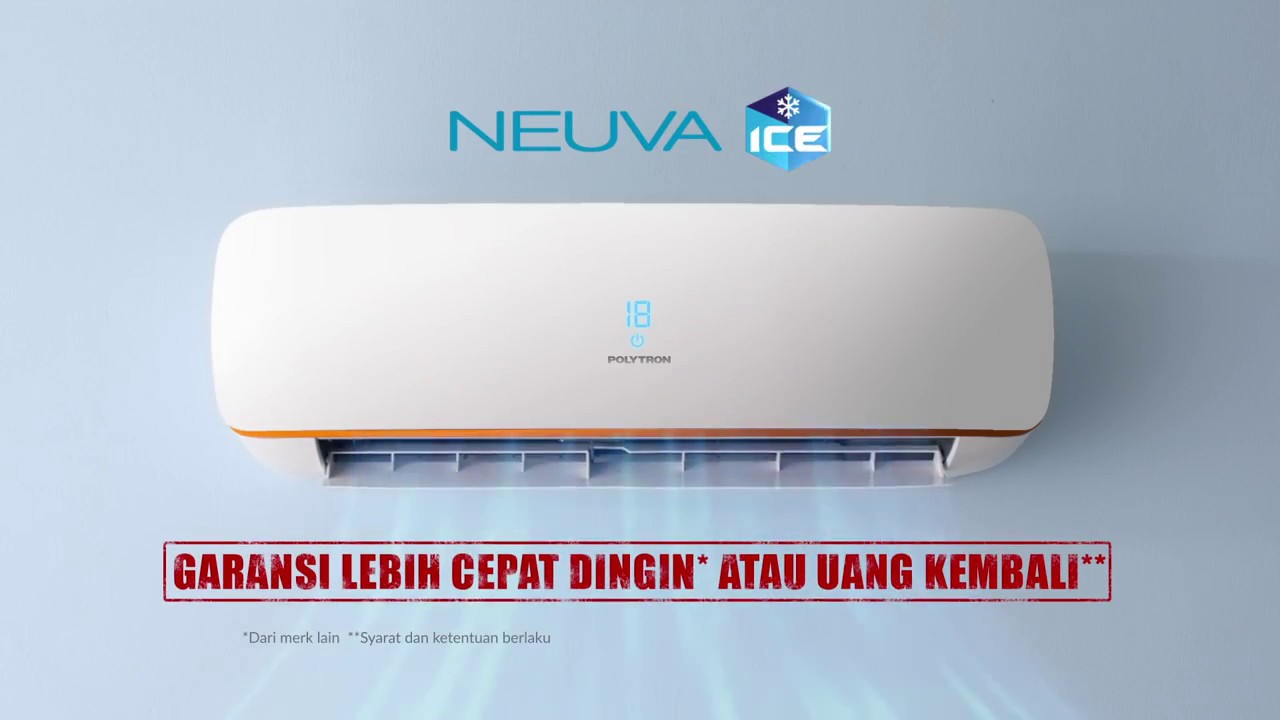 NEUVA ICE
18
POLYTRON
GARANSI LEBIH CEPAT DINGIN* ATAU UANG KEMBALI**
*Dari merk lain **Syarat dan ketentuan berlaku